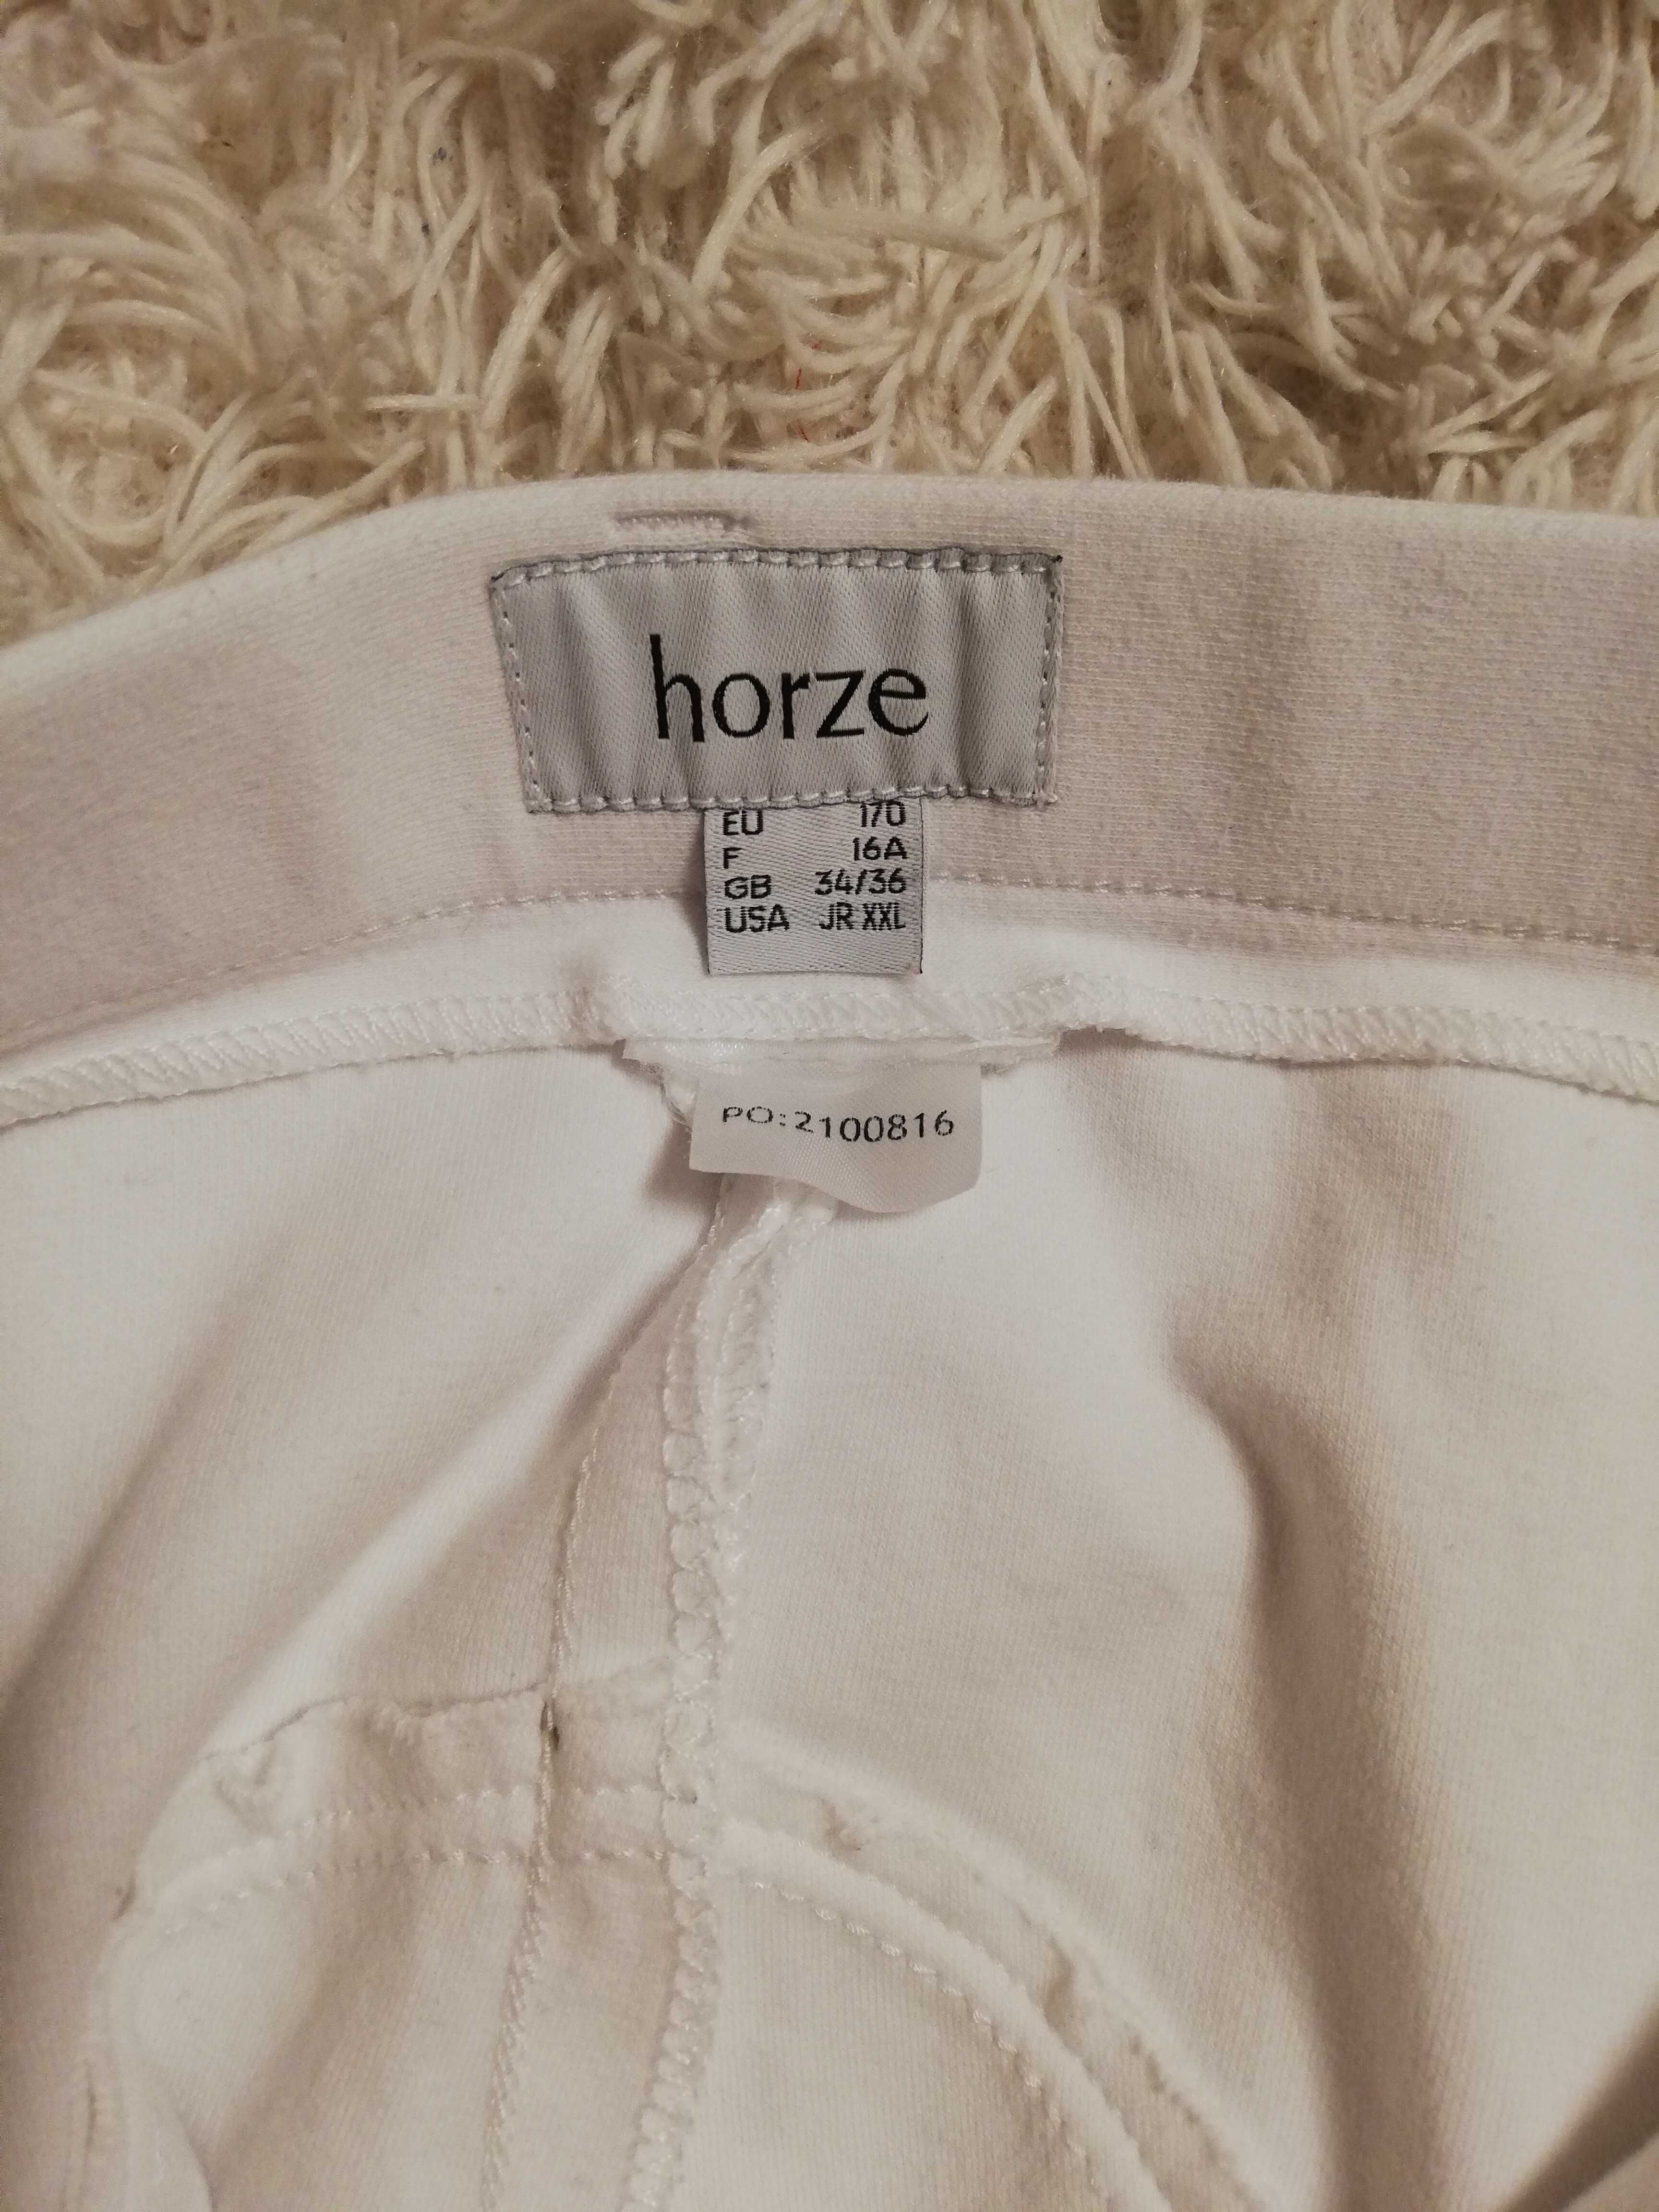 horze
EU 170
F 16A
GB 34/36
USA JR XXL
PO:2100816